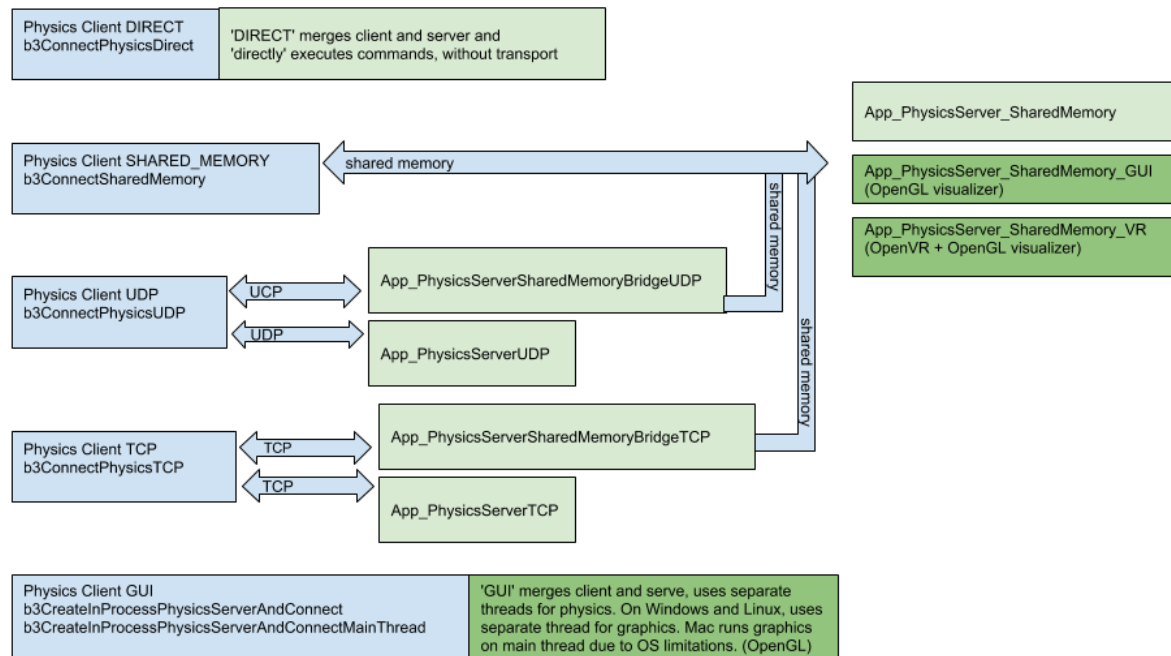 Physics Client DIRECT
b3ConnectPhysicsDirect
'DIRECT' merges client and server and
'directly' executes commands, without transport
App_PhysicsServer_SharedMemory
Physics Client SHARED_MEMORY
b3ConnectSharedMemory
shared memory
App_PhysicsServer_SharedMemory_GUI
(OpenGL visualizer)
shared memory
App_PhysicsServer_SharedMemory_VR
(OpenVR + OpenGL visualizer)
Physics Client UDP
b3ConnectPhysicsUDP
UCP
App_PhysicsServerSharedMemoryBridgeUDP
UDP
App_PhysicsServerUDP
shared memory
Physics Client TCP
b3ConnectPhysicsTCP
TCP
App_PhysicsServerSharedMemoryBridgeTCP
TCP
App_PhysicsServerTCP
Physics Client GUI
b3CreateInProcessPhysicsServerAndConnect
b3CreateInProcessPhysicsServerAndConnectMainThread
'GUI' merges client and serve, uses separate
threads for physics. On Windows and Linux, uses
separate thread for graphics. Mac runs graphics
on main thread due to OS limitations. (OpenGL)